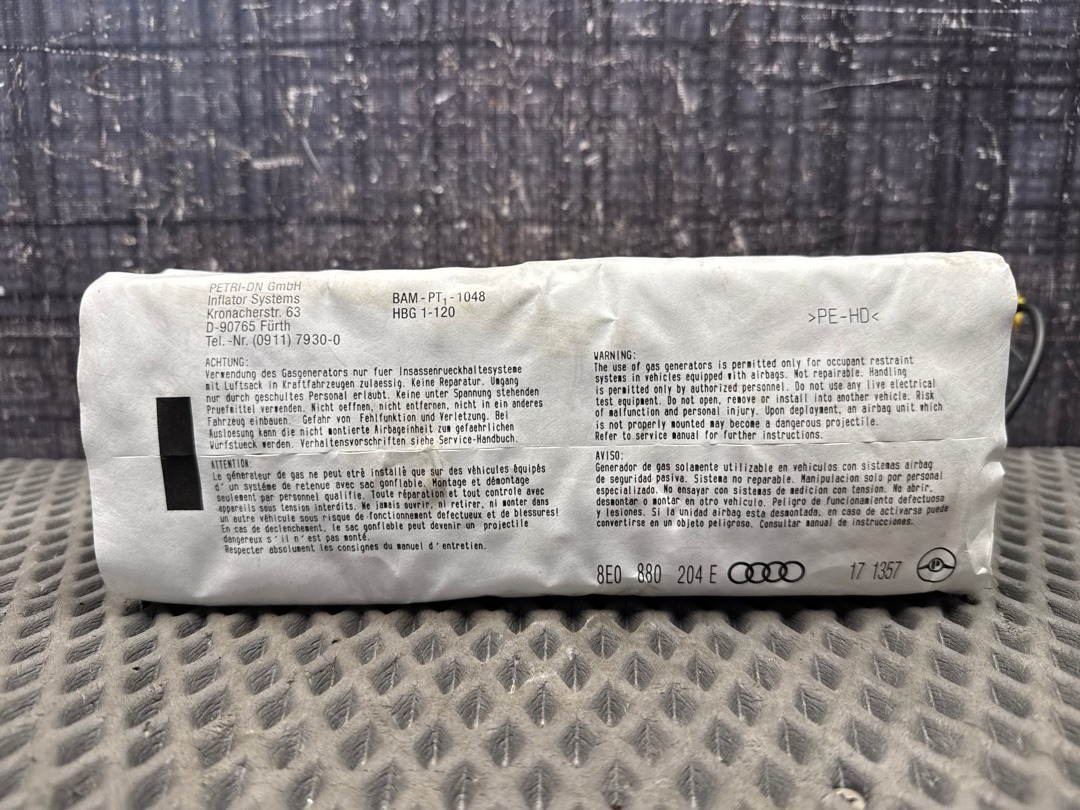 PETRI-DN GmbH
Inflator Systems
Kronacherstr. 63
D-90765 Fürth
Tel.-Nr. (0911) 7930-0
BAM-PT₁-1048
HBG 1-120
>PE-HD<
ACHTUNG:
Verwendung des Gasgenerators nur fuer Insassenrueckhaltesysteme
mit Luftsack in Kraftfahrzeugen zulaessig. Keine Reparatur. Umgang
nur durch geschultes Personal erlaubt. Keine unter Spannung stehenden
Pruefmittel verwenden. Nicht oeffnen, nicht entfernen, nicht in ein anderes
Fahrzeug einbauen. Gefahr von Fehlfunktion und Verletzung. Bei
Ausloesung kann die nicht montierte Airbageinheit zum gefaehrlichen
Wurfstueck werden. Verhaltensvorschriften siehe Service-Handbuch.
ATTENTION:
Le générateur de gas ne peut etrê installê que sur des véhicules êquipês
d'un système de retenue avec sac gonflable. Montage et démontage
seulement par personnel qualifie. Toute réparation et tout controle avec
appareils sous tension interdits. Ne jamais ouvrir, ni retirer, ni monter dans
un autre véhicule sous risque de fonctionnement defectueux et de blessures!
En cas de declenchement, le sac gonflable peut devenir un projectile
dangereux s'il n'est pas monté.
Respecter absolument les consignes du manuel d'entretien.
WARNING:
The use of gas generators is permitted only for occupant restraint
systems in vehicles equipped with airbags. Not repairable. Handling
is permitted only by authorized personnel. Do not use any live electrical
test equipment. Do not open, remove or install into another vehicle. Risk
of malfunction and personal injury. Upon deployment, an airbag unit which
is not properly mounted may become a dangerous projectile.
Refer to service manual for further instructions.
AVISO:
Generador de gas solamente utilizable en vehiculos con sistemas airbag
de seguridad pasiva. Sistema no reparable. Manipulacion solo por personal
especializado. No ensayar con sistemas de medicion con tension. No abrir,
desmontar o montar en otro vehiculo. Peligro de funcionamiento defectuoso
y lesiones. Si la unidad airbag esta desmontada, en caso de activarse puede
convertirse en un objeto peligroso. Consultar manual de instrucciones.
8E0 880 204 E
17 1357
P